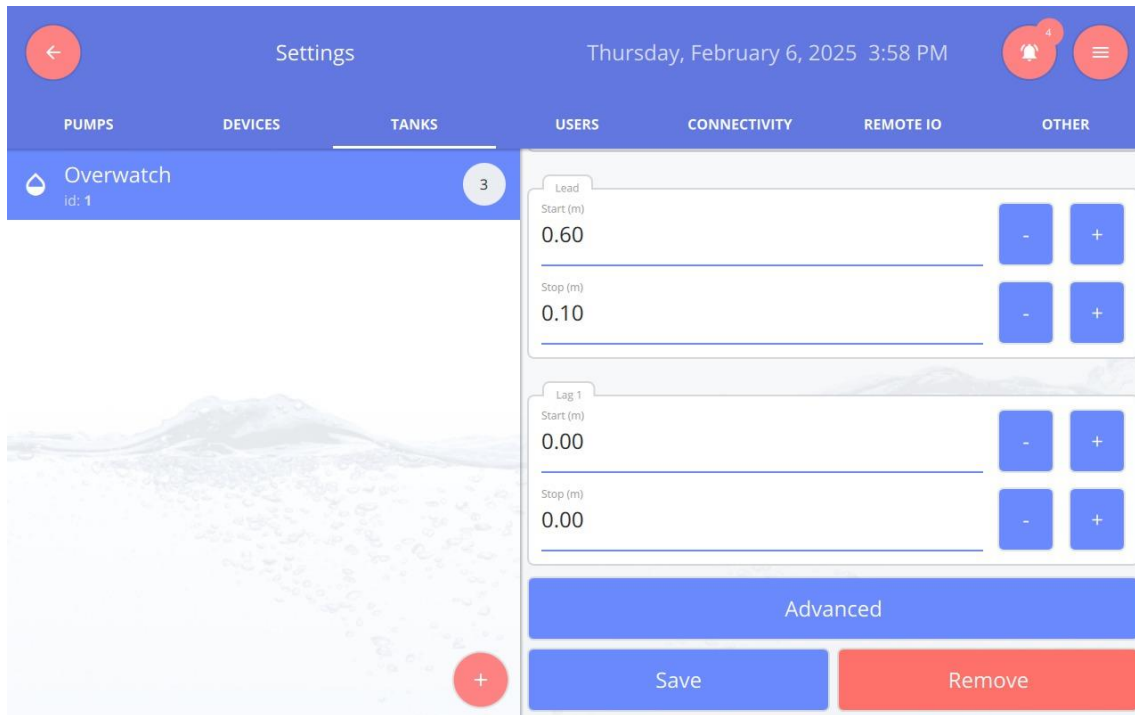 Settings
Thursday, February 6, 2025 3:58 PM
4
PUMPS DEVICES TANKS USERS CONNECTIVITY REMOTE IO OTHER
Overwatch
id: 1
3
Lead
Start (m)
0.60
- +
Stop (m)
0.10
- +
Lag 1
Start (m)
0.00
- +
Stop (m)
0.00
- +
Advanced
+
Save
Remove